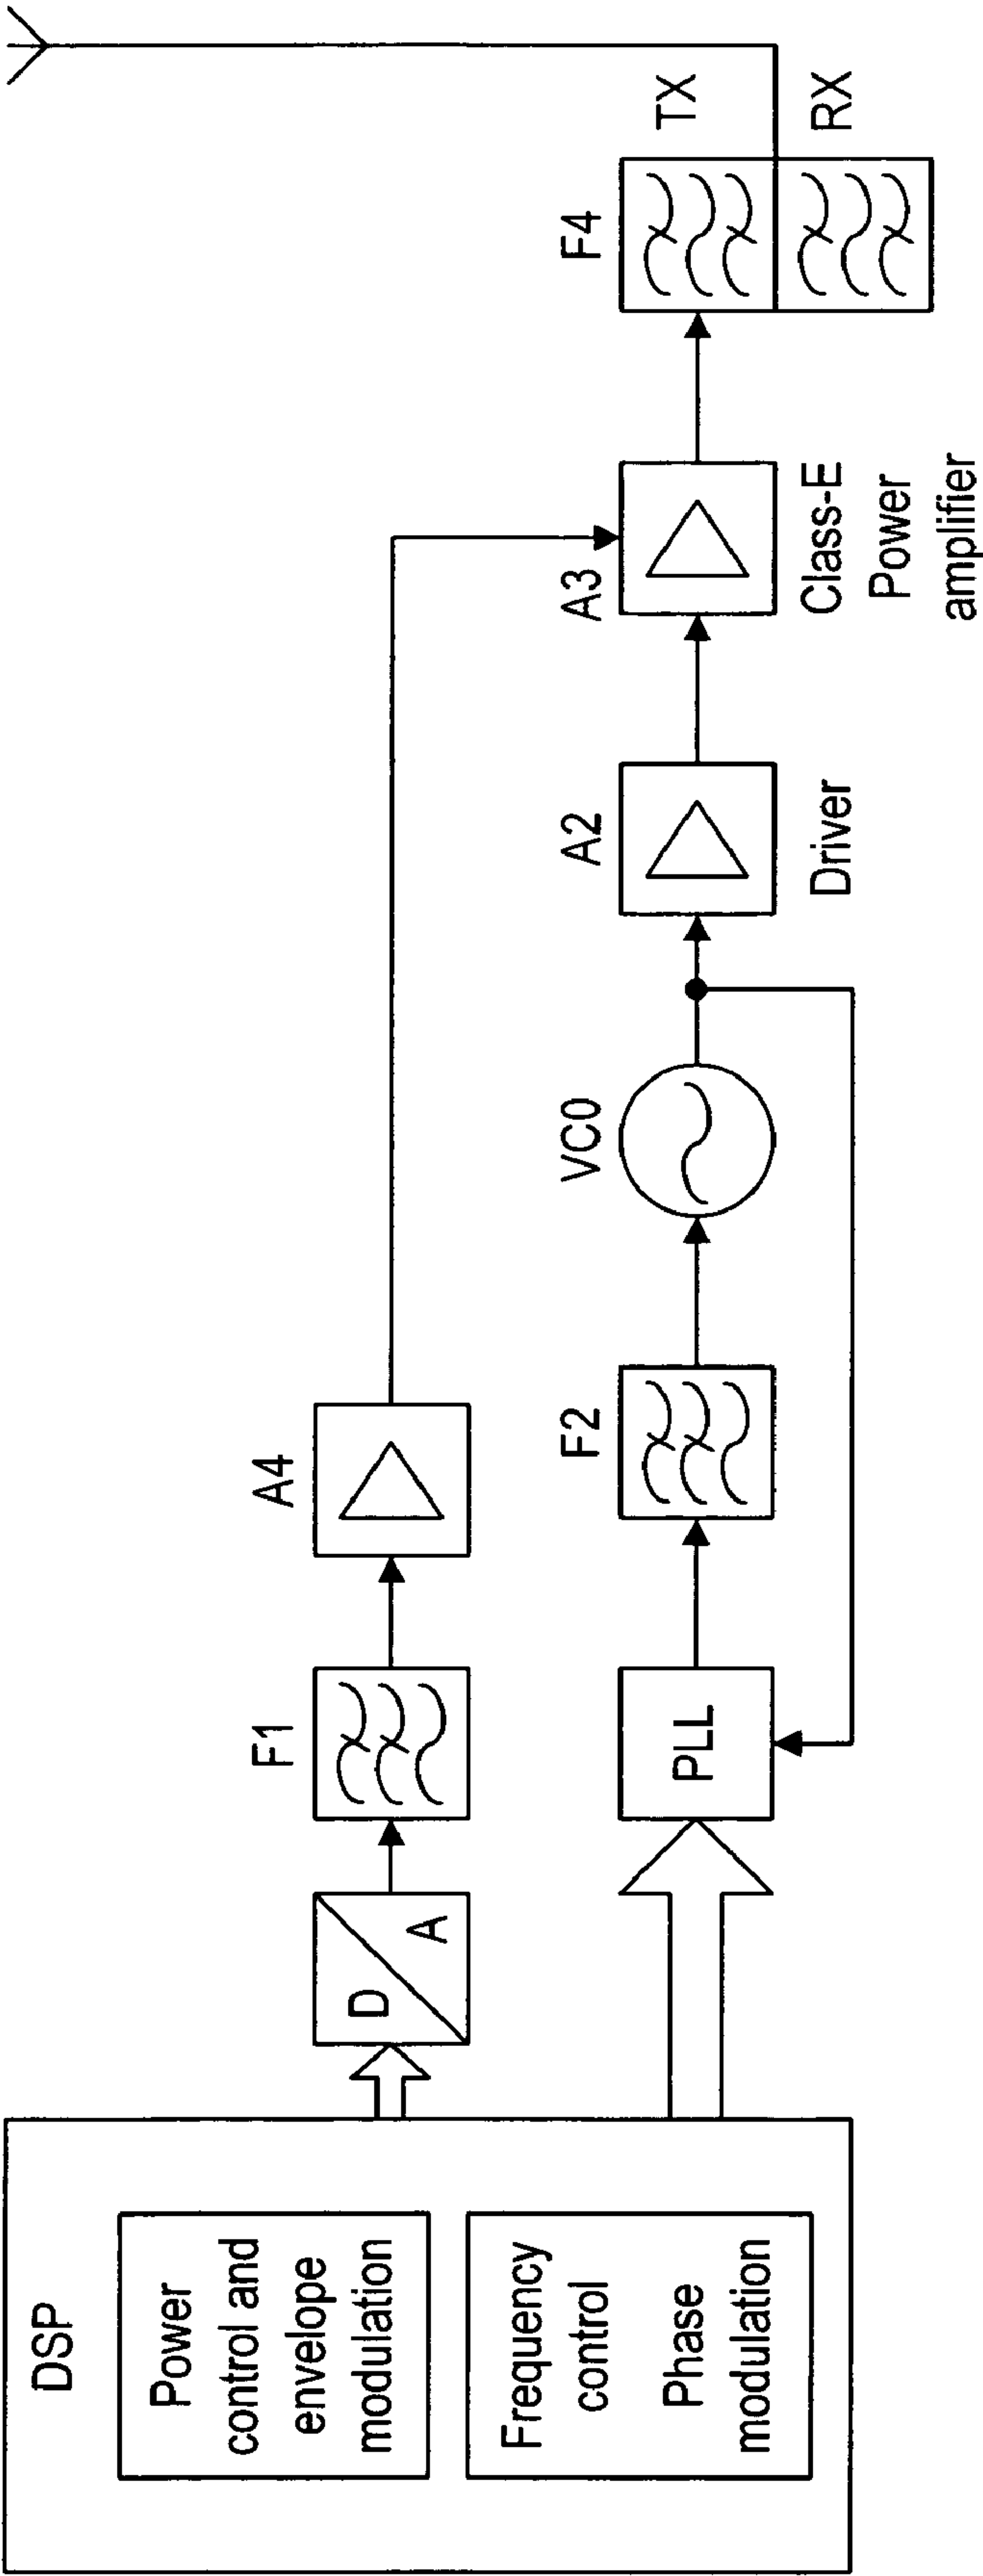 DSP
Power
control and
envelope
modulation
Frequency
control
Phase
modulation
D
A
F1
A4
PLL
F2
VC0
A2
Driver
A3
Class-E
Power
amplifier
F4
TX
RX